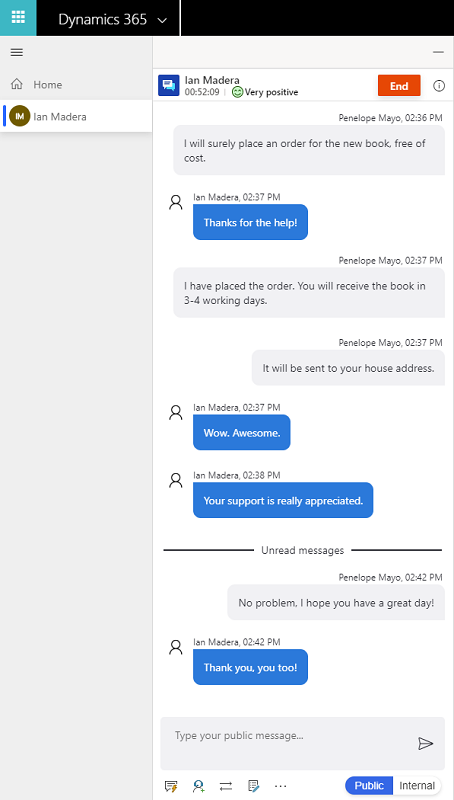 Dynamics 365
Home
IM
Ian Madera
Ian Madera
00:52:09 Very positive
End
Penelope Mayo, 02:36 PM
I will surely place an order for the new book, free of
cost.
Ian Madera, 02:37 PM
Thanks for the help!
Penelope Mayo, 02:37 PM
I have placed the order. You will receive the book in
3-4 working days.
Penelope Mayo, 02:37 PM
It will be sent to your house address.
Ian Madera, 02:37 PM
Wow. Awesome.
Ian Madera, 02:38 PM
Your support is really appreciated.
Unread messages
Penelope Mayo, 02:42 PM
No problem, I hope you have a great day!
Ian Madera, 02:42 PM
Thank you, you too!
Type your public message...
Public Internal